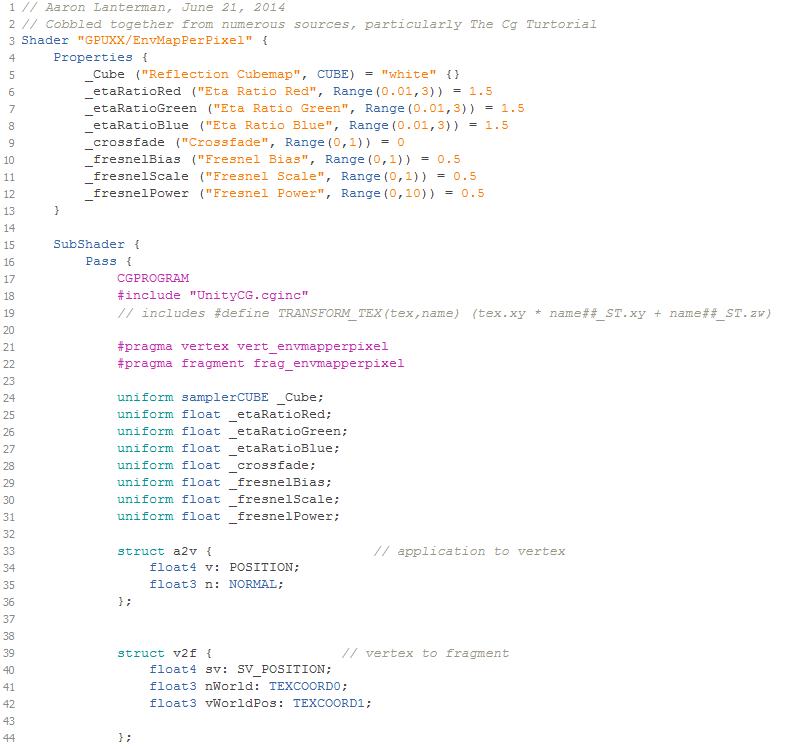 1 // Aaron Lanterman, June 21, 2014
2 // Cobbled together from numerous sources, particularly The Cg Turtorial
3 Shader "GPUXX/EnvMapPerPixel" {
4     Properties {
5         _Cube ("Reflection Cubemap", CUBE) = "white" {}
6         _etaRatioRed ("Eta Ratio Red", Range(0.01,3)) = 1.5
7         _etaRatioGreen ("Eta Ratio Green", Range(0.01,3)) = 1.5
8         _etaRatioBlue ("Eta Ratio Blue", Range(0.01,3)) = 1.5
9         _crossfade ("Crossfade", Range(0,1)) = 0
10         _fresnelBias ("Fresnel Bias", Range(0,1)) = 0.5
11         _fresnelScale ("Fresnel Scale", Range(0,1)) = 0.5
12         _fresnelPower ("Fresnel Power", Range(0,10)) = 0.5
13     }
14
15     SubShader {
16         Pass {
17             CGPROGRAM
18             #include "UnityCG.cginc"
19             // includes #define TRANSFORM_TEX(tex,name) (tex.xy * name##_ST.xy + name##_ST.zw)
20
21             #pragma vertex vert_envmapperpixel
22             #pragma fragment frag_envmapperpixel
23
24             uniform samplerCUBE _Cube;
25             uniform float _etaRatioRed;
26             uniform float _etaRatioGreen;
27             uniform float _etaRatioBlue;
28             uniform float _crossfade;
29             uniform float _fresnelBias;
30             uniform float _fresnelScale;
31             uniform float _fresnelPower;
32
33             struct a2v {                    // application to vertex
34                 float4 v: POSITION;
35                 float3 n: NORMAL;
36             };
37
38
39             struct v2f {                // vertex to fragment
40                 float4 sv: SV_POSITION;
41                 float3 nWorld: TEXCOORD0;
42                 float3 vWorldPos: TEXCOORD1;
43
44             };